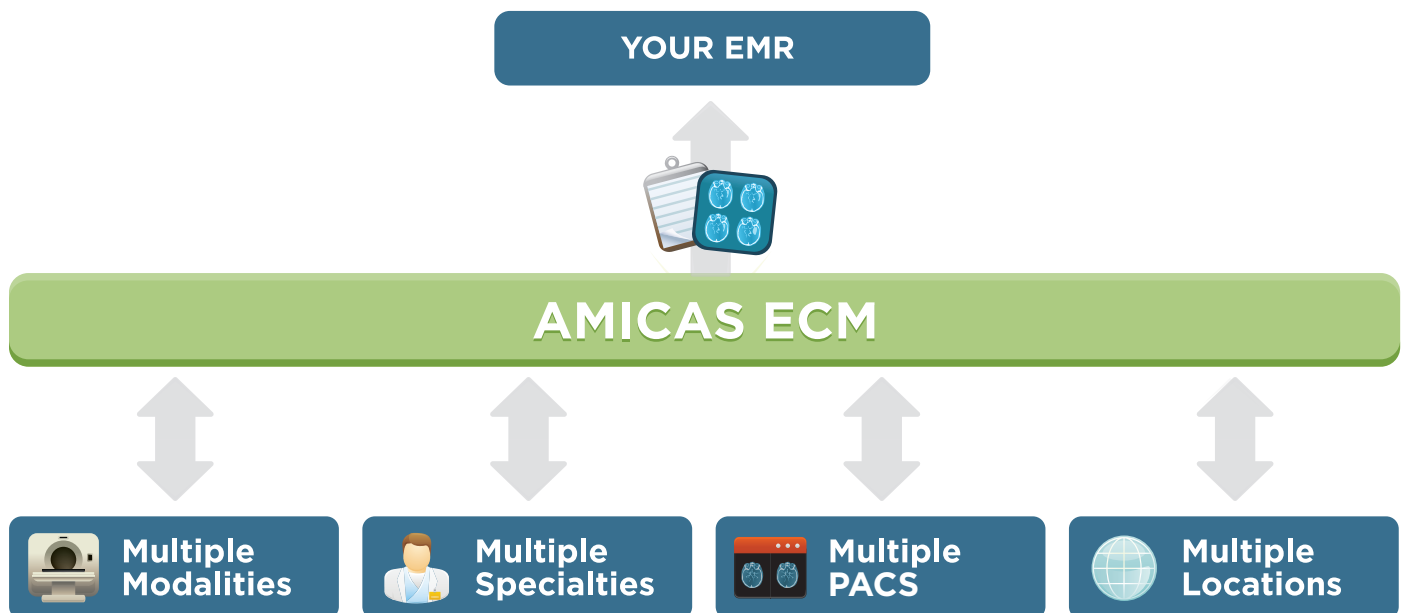 YOUR EMR
AMICAS ECM
Multiple
Modalities
Multiple
Specialties
Multiple
PACS
Multiple
Locations